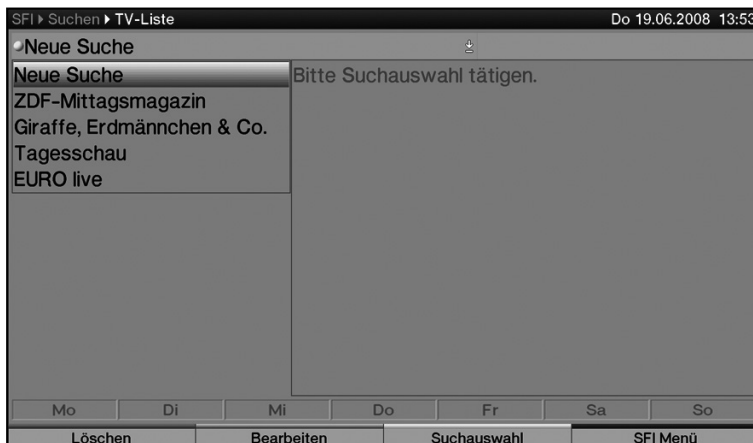 SFI ▸ Suchen ▸ TV-Liste Do 19.06.2008 13:53
Neue Suche
Neue Suche Bitte Suchauswahl tätigen.
ZDF-Mittagsmagazin
Giraffe, Erdmännchen & Co.
Tagesschau
EURO live
Mo Di Mi Do Fr Sa So
Löschen Bearbeiten Suchauswahl SFI Menü